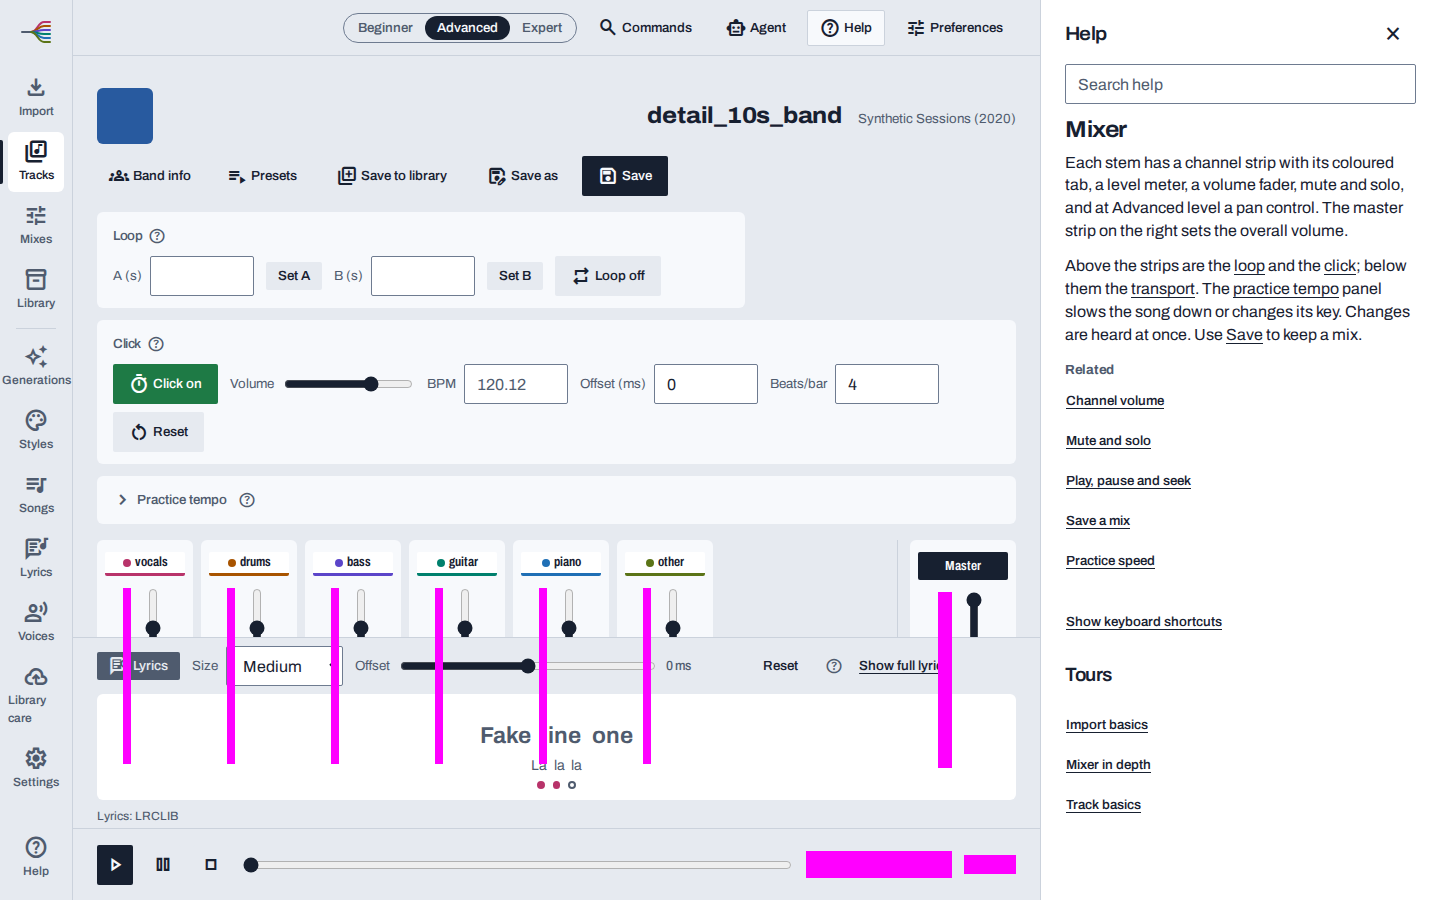 Beginner Advanced Expert Commands Agent Help Preferences
Import
Tracks
Mixes
Library
Generations
Styles
Songs
Lyrics
Voices
Library
care
Settings
Help
detail_10s_band Synthetic Sessions (2020)
Band info Presets Save to library Save as Save
Loop
A (s) Set A B (s) Set B Loop off
Click
Click on Volume BPM 120.12 Offset (ms) 0 Beats/bar 4
Reset
Practice tempo
vocals drums bass guitar piano other Master
Lyrics Size Medium Offset 0 ms Reset Show full
Fake one
La la la
Lyrics: LRCLIB
Help
Search help
Mixer
Each stem has a channel strip with its coloured
tab, a level meter, a volume fader, mute and solo,
and at Advanced level a pan control. The master
strip on the right sets the overall volume.
Above the strips are the loop and the click; below
them the transport. The practice tempo panel
slows the song down or changes its key. Changes
are heard at once. Use Save to keep a mix.
Related
Channel volume
Mute and solo
Play, pause and seek
Save a mix
Practice speed
Show keyboard shortcuts
Tours
Import basics
Mixer in depth
Track basics